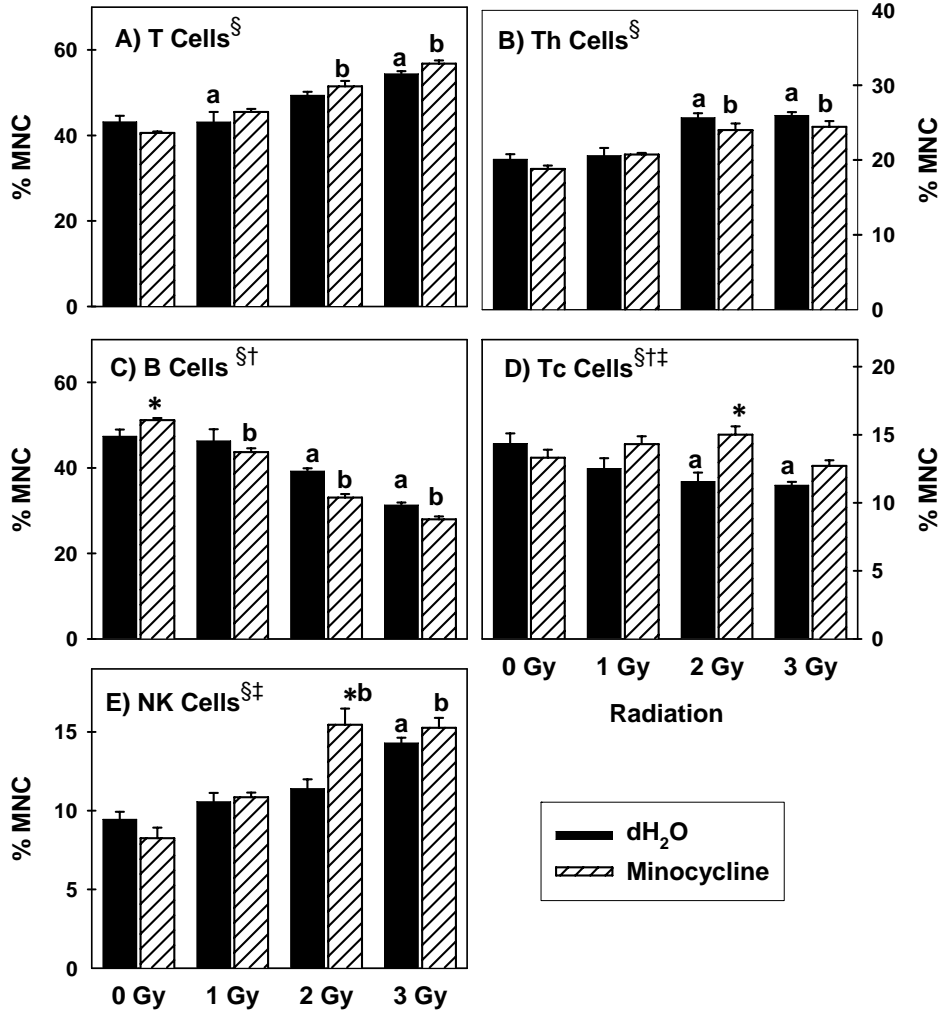 A) T Cells§
% MNC
60
40
20
0
a
b
a
b
B) Th Cells§
% MNC
40
30
20
10
0
a
b
a
b
C) B Cells §†
% MNC
60
40
20
0
*
b
a
b
a
b
D) Tc Cells§†‡
% MNC
20
15
10
5
0
a
*
a
0 Gy 1 Gy 2 Gy 3 Gy
Radiation
E) NK Cells§‡
% MNC
15
10
5
0
*b
a
b
0 Gy 1 Gy 2 Gy 3 Gy
dH₂O
Minocycline